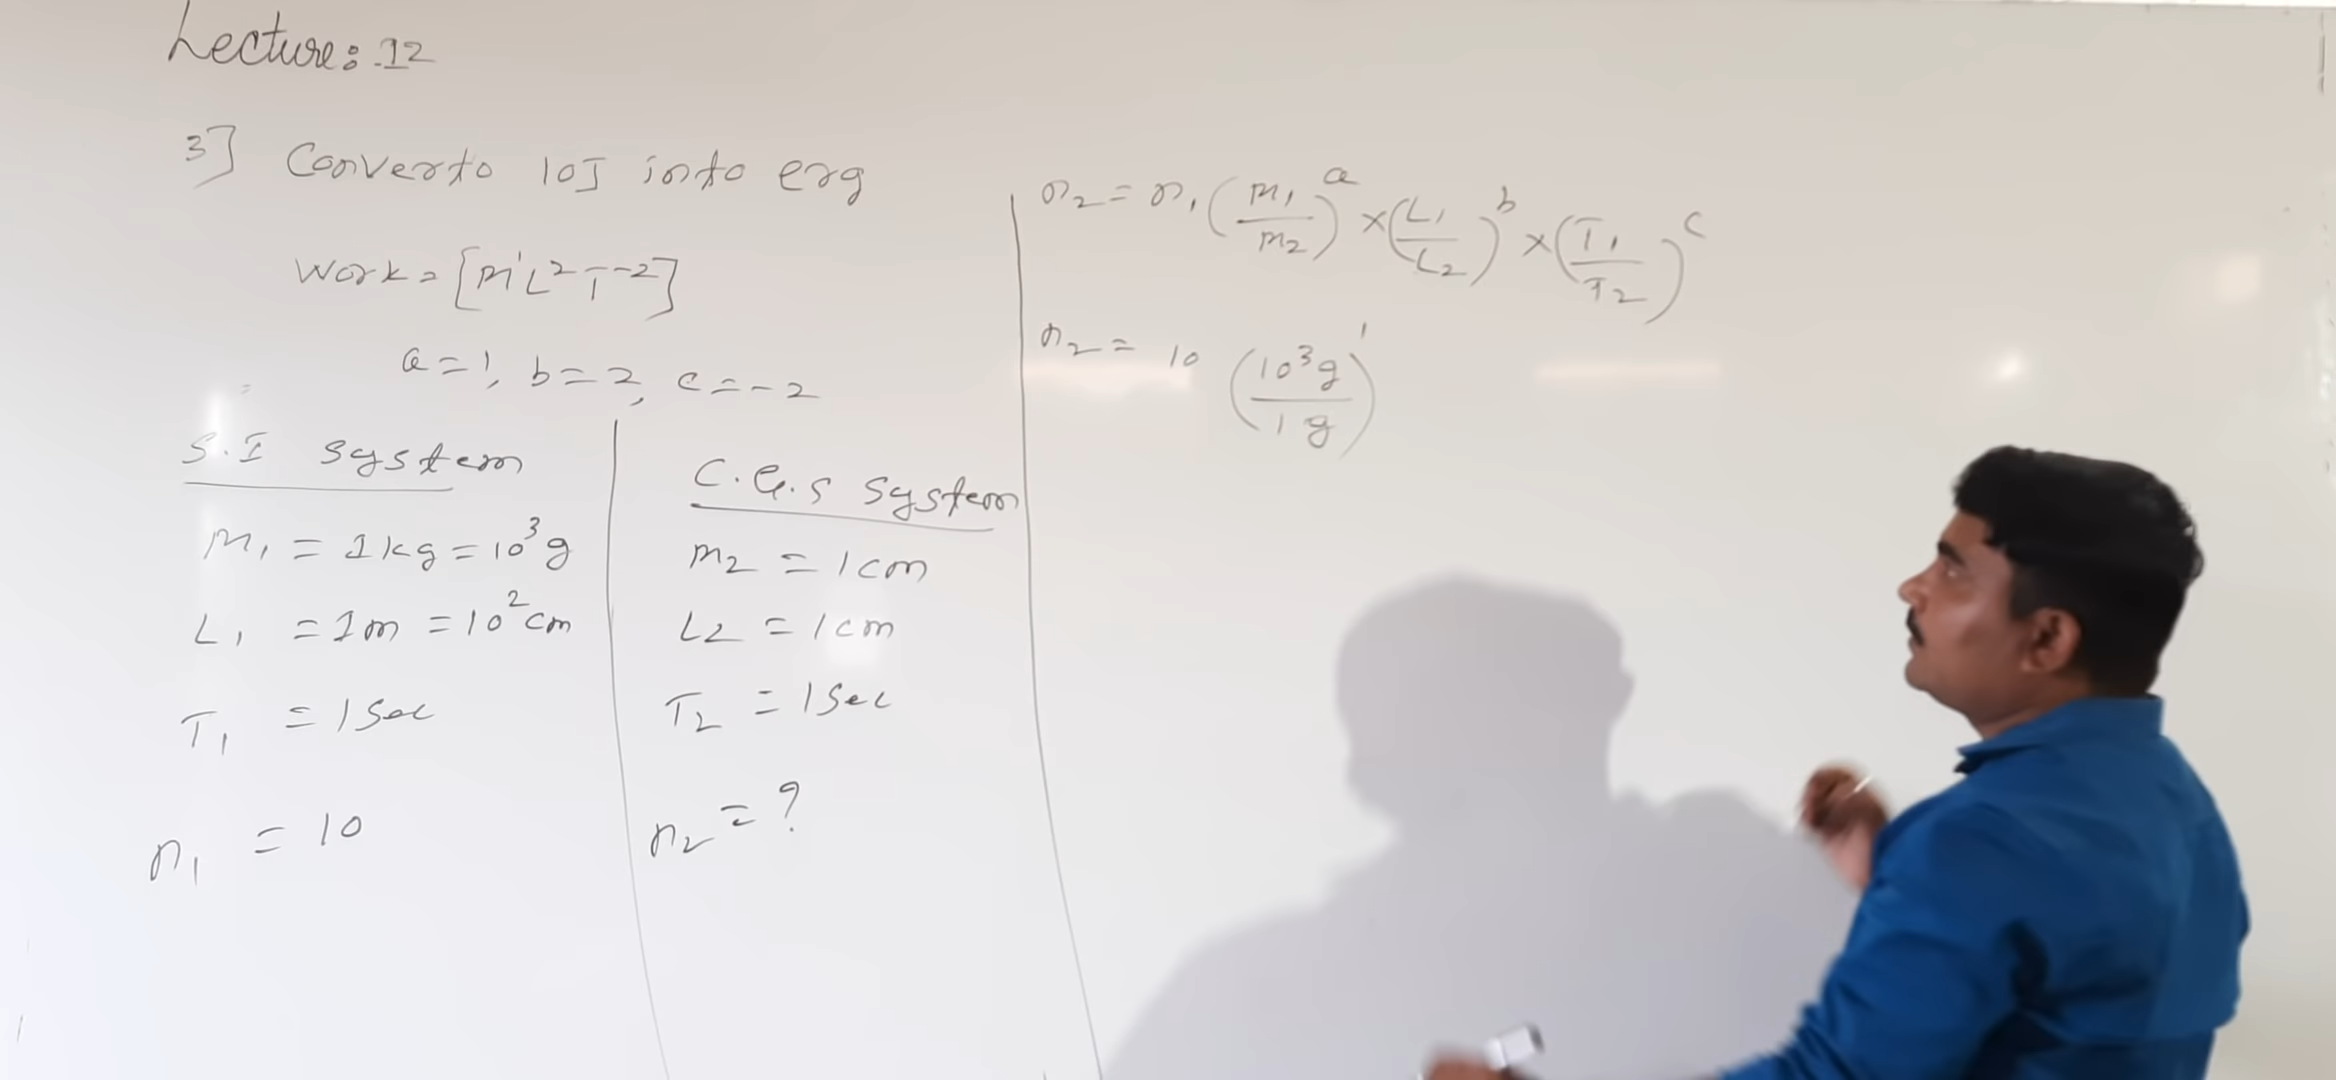 Lecture: 12
3] Converto 10J into erg
Work = [M¹L²T⁻²]
a=1, b=2, c=-2
S.I system
M₁ = 1kg = 10³g
L₁ = 1m = 10²cm
T₁ = 1Sec
n₁ = 10
C.G.S System
M₂ = 1cm
L₂ = 1cm
T₂ = 1Sec
n₂ = ?
n₂ = n₁ (M₁/M₂)ᵃ × (L₁/L₂)ᵇ × (T₁/T₂)ᶜ
n₂ = 10 (10³g/1g)¹